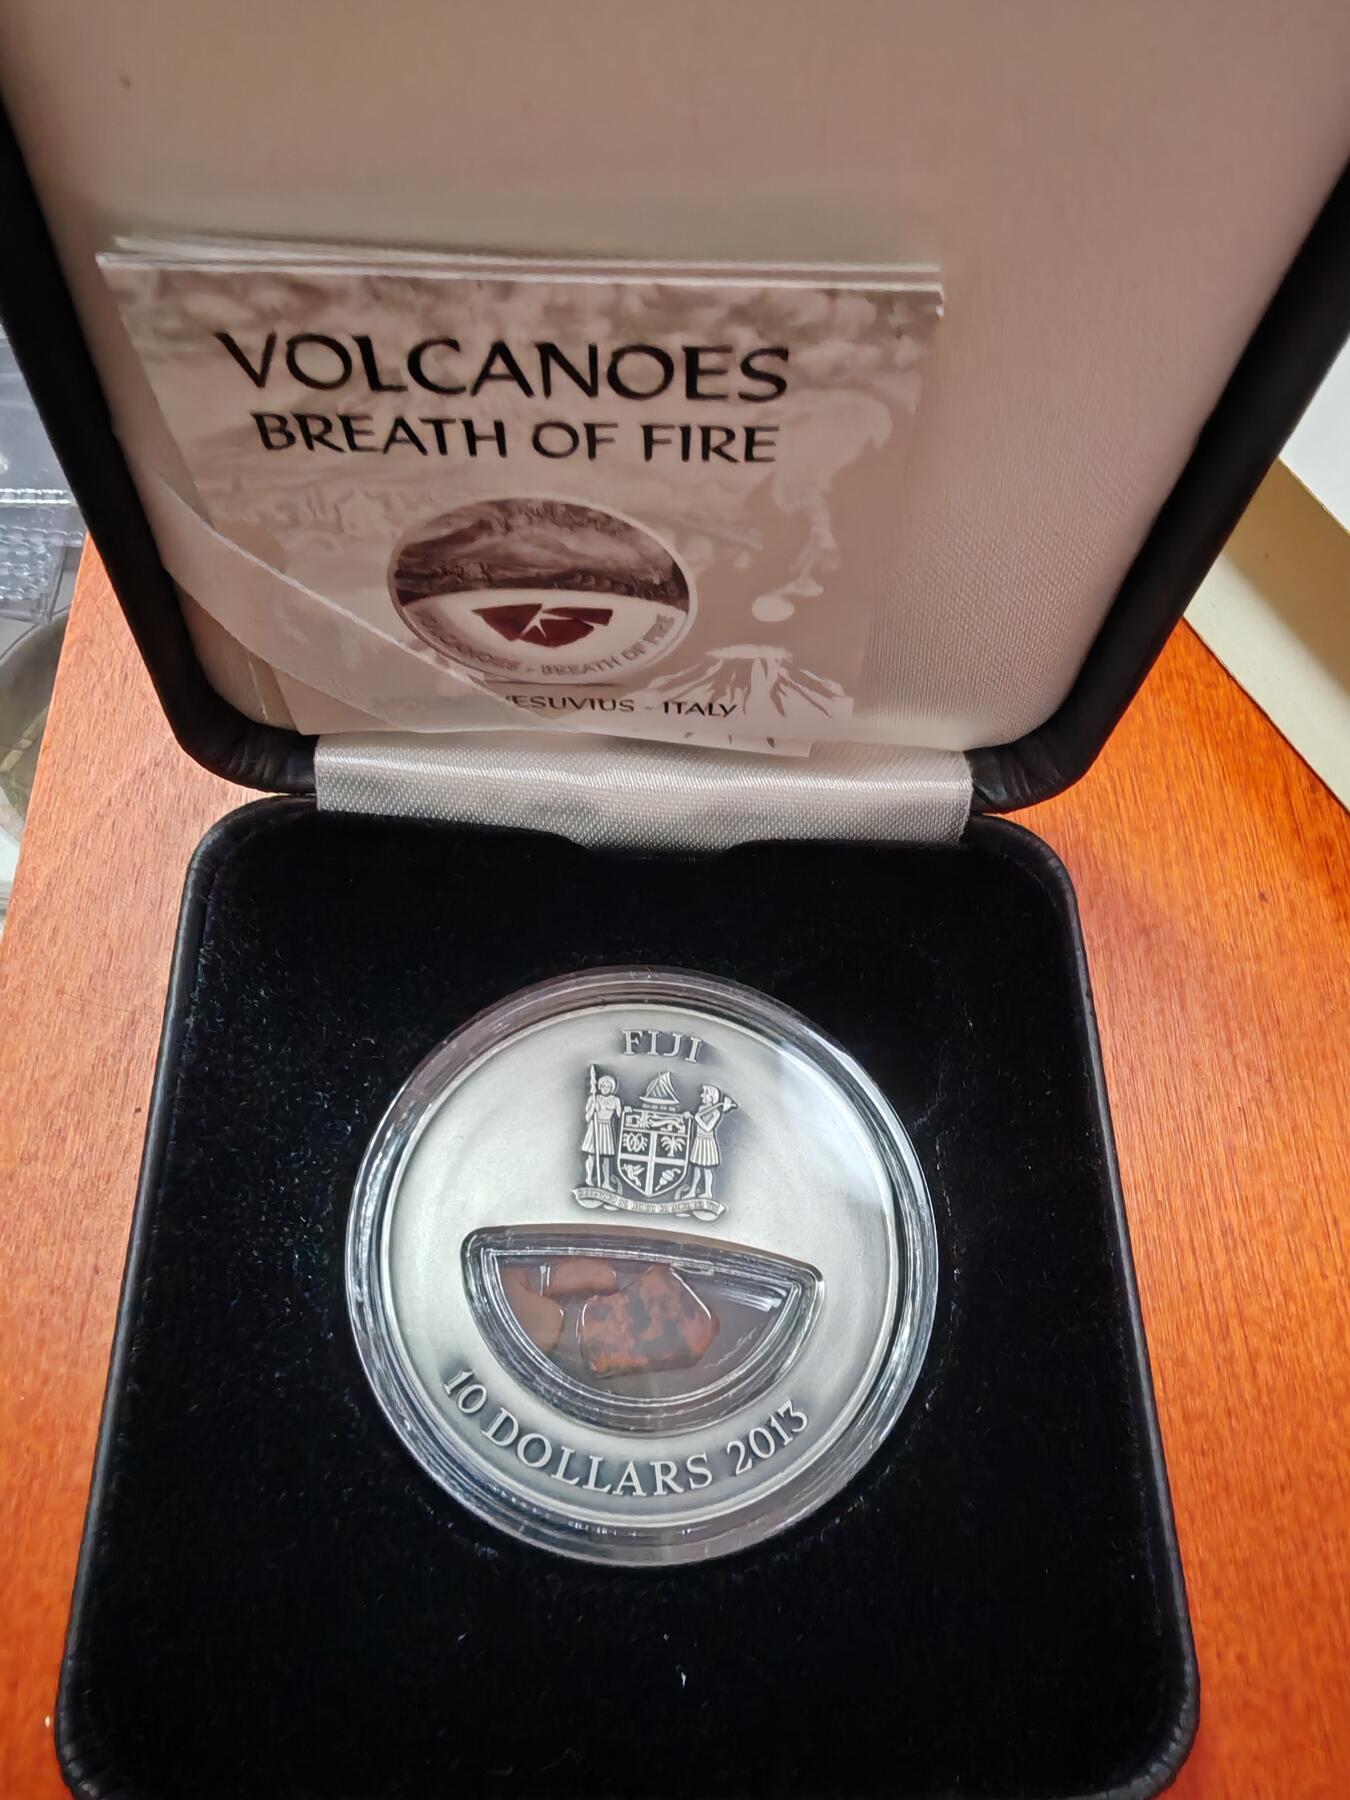 VOLCANOES
BREATH OF FIRE
VOLCANOES - BREATH OF FIRE
VESUVIUS - ITALY
FIJI
10 DOLLARS 2013